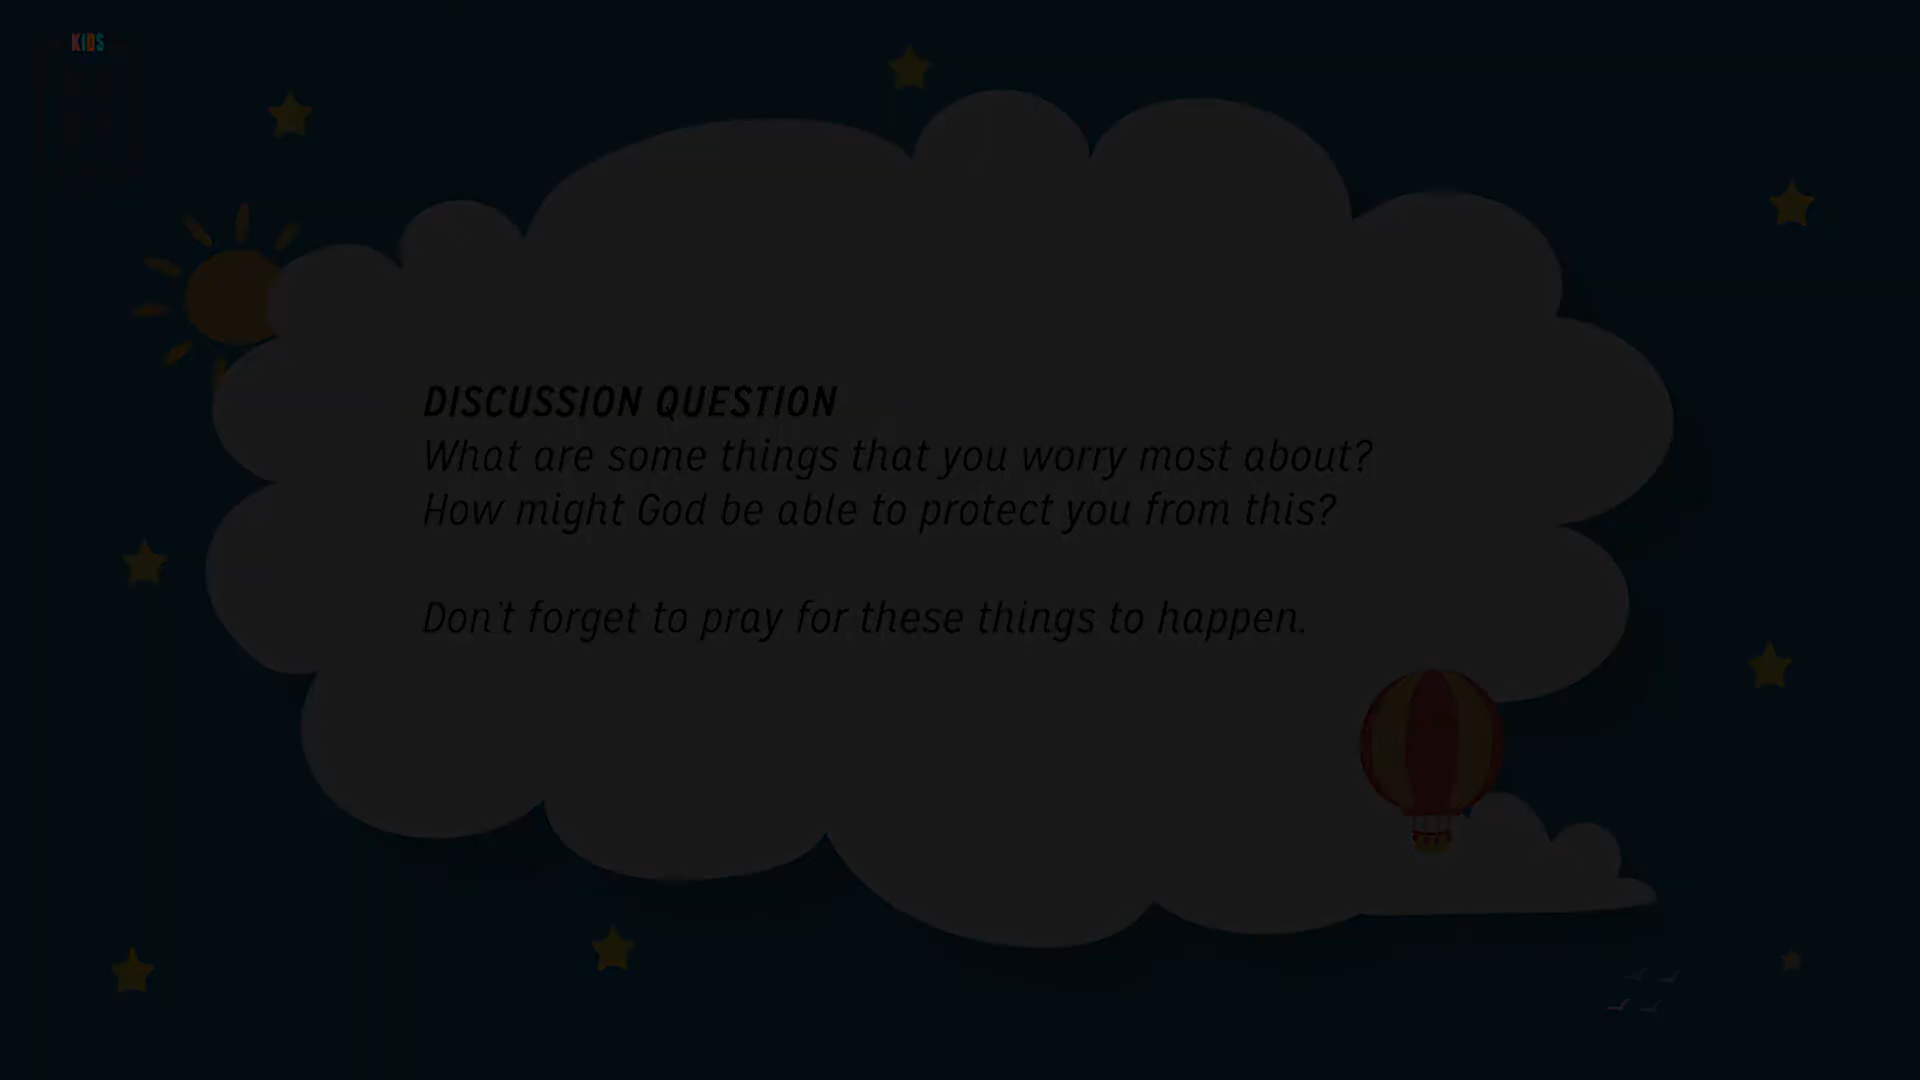 KIDS
DISCUSSION QUESTION
What are some things that you worry most about?
How might God be able to protect you from this?
Don't forget to pray for these things to happen.